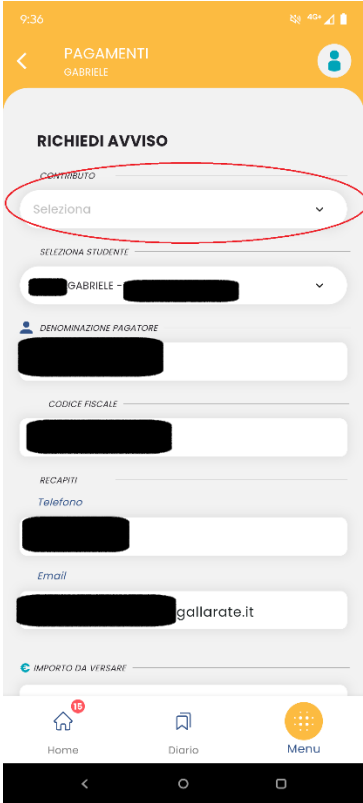 9:36
4G+
PAGAMENTI
GABRIELE
RICHIEDI AVVISO
CONTRIBUTO
Seleziona
SELEZIONA STUDENTE
GABRIELE -
DENOMINAZIONE PAGATORE
CODICE FISCALE
RECAPITI
Telefono
Email
gallarate.it
€ IMPORTO DA VERSARE
15
Home
Diario
Menu